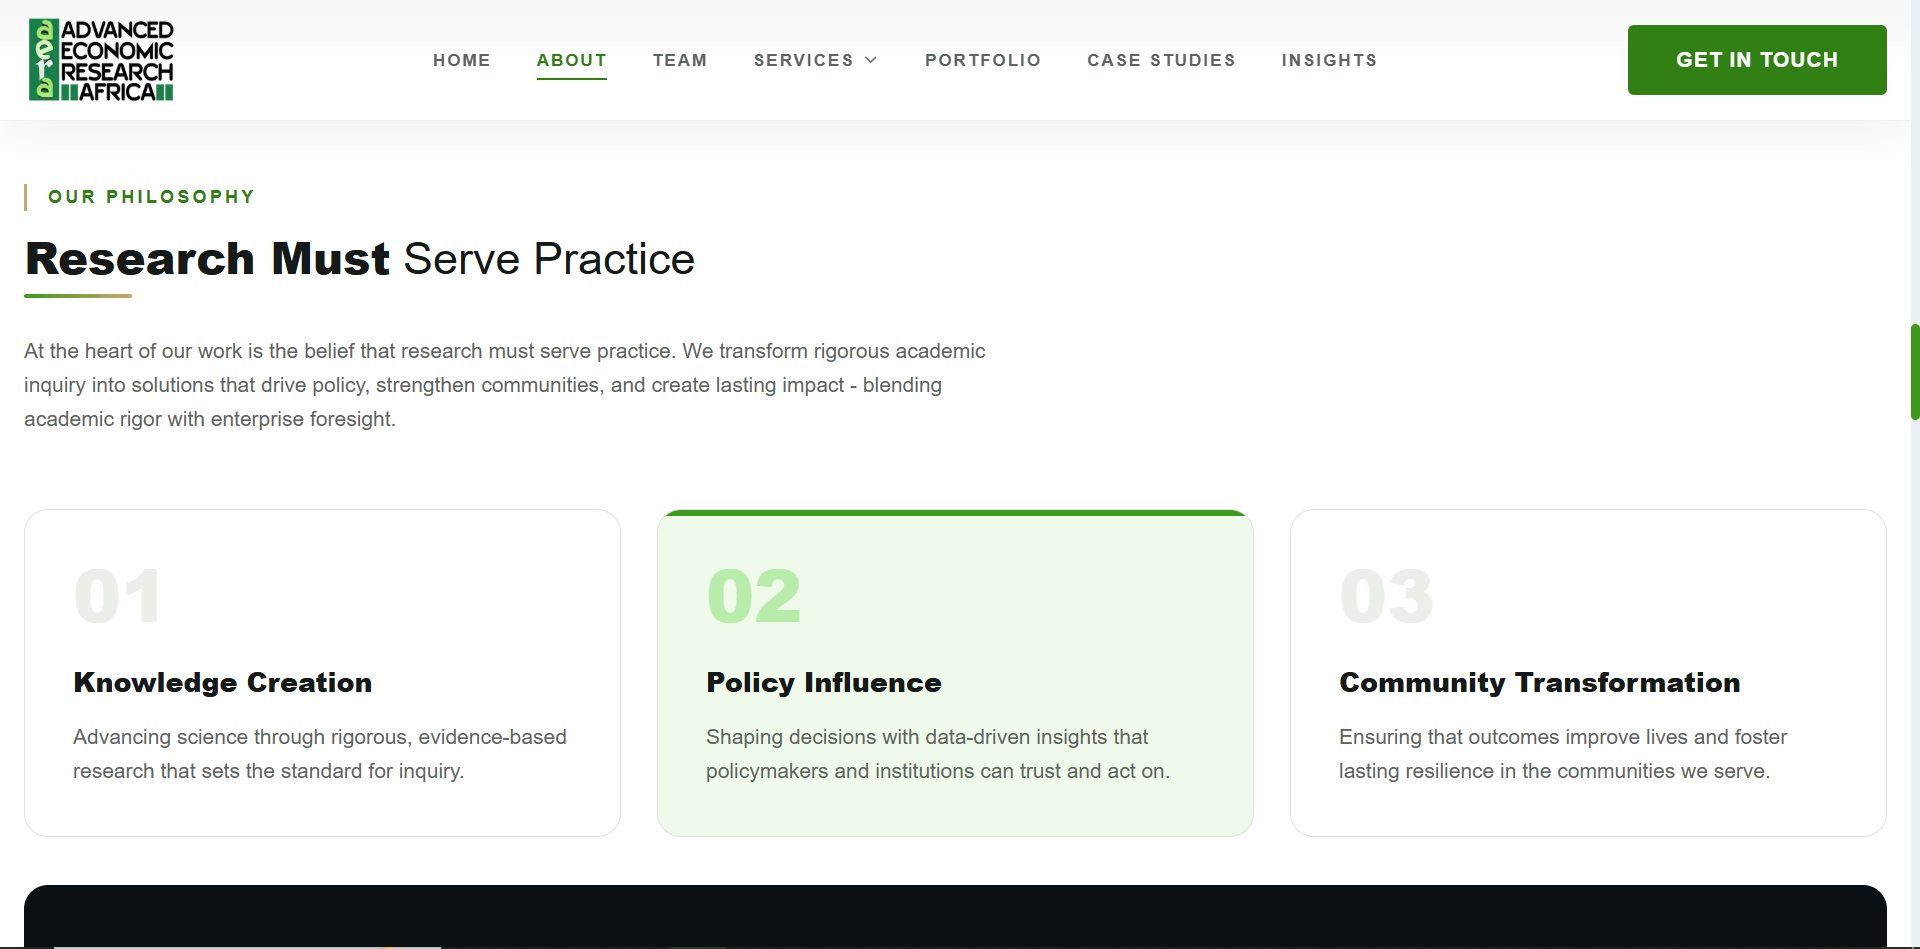 aera
ADVANCED
ECONOMIC
RESEARCH
AFRICA
HOME
ABOUT
TEAM
SERVICES
PORTFOLIO
CASE STUDIES
INSIGHTS
GET IN TOUCH
OUR PHILOSOPHY
Research Must Serve Practice
At the heart of our work is the belief that research must serve practice. We transform rigorous academic
inquiry into solutions that drive policy, strengthen communities, and create lasting impact - blending
academic rigor with enterprise foresight.
01
Knowledge Creation
Advancing science through rigorous, evidence-based
research that sets the standard for inquiry.
02
Policy Influence
Shaping decisions with data-driven insights that
policymakers and institutions can trust and act on.
03
Community Transformation
Ensuring that outcomes improve lives and foster
lasting resilience in the communities we serve.